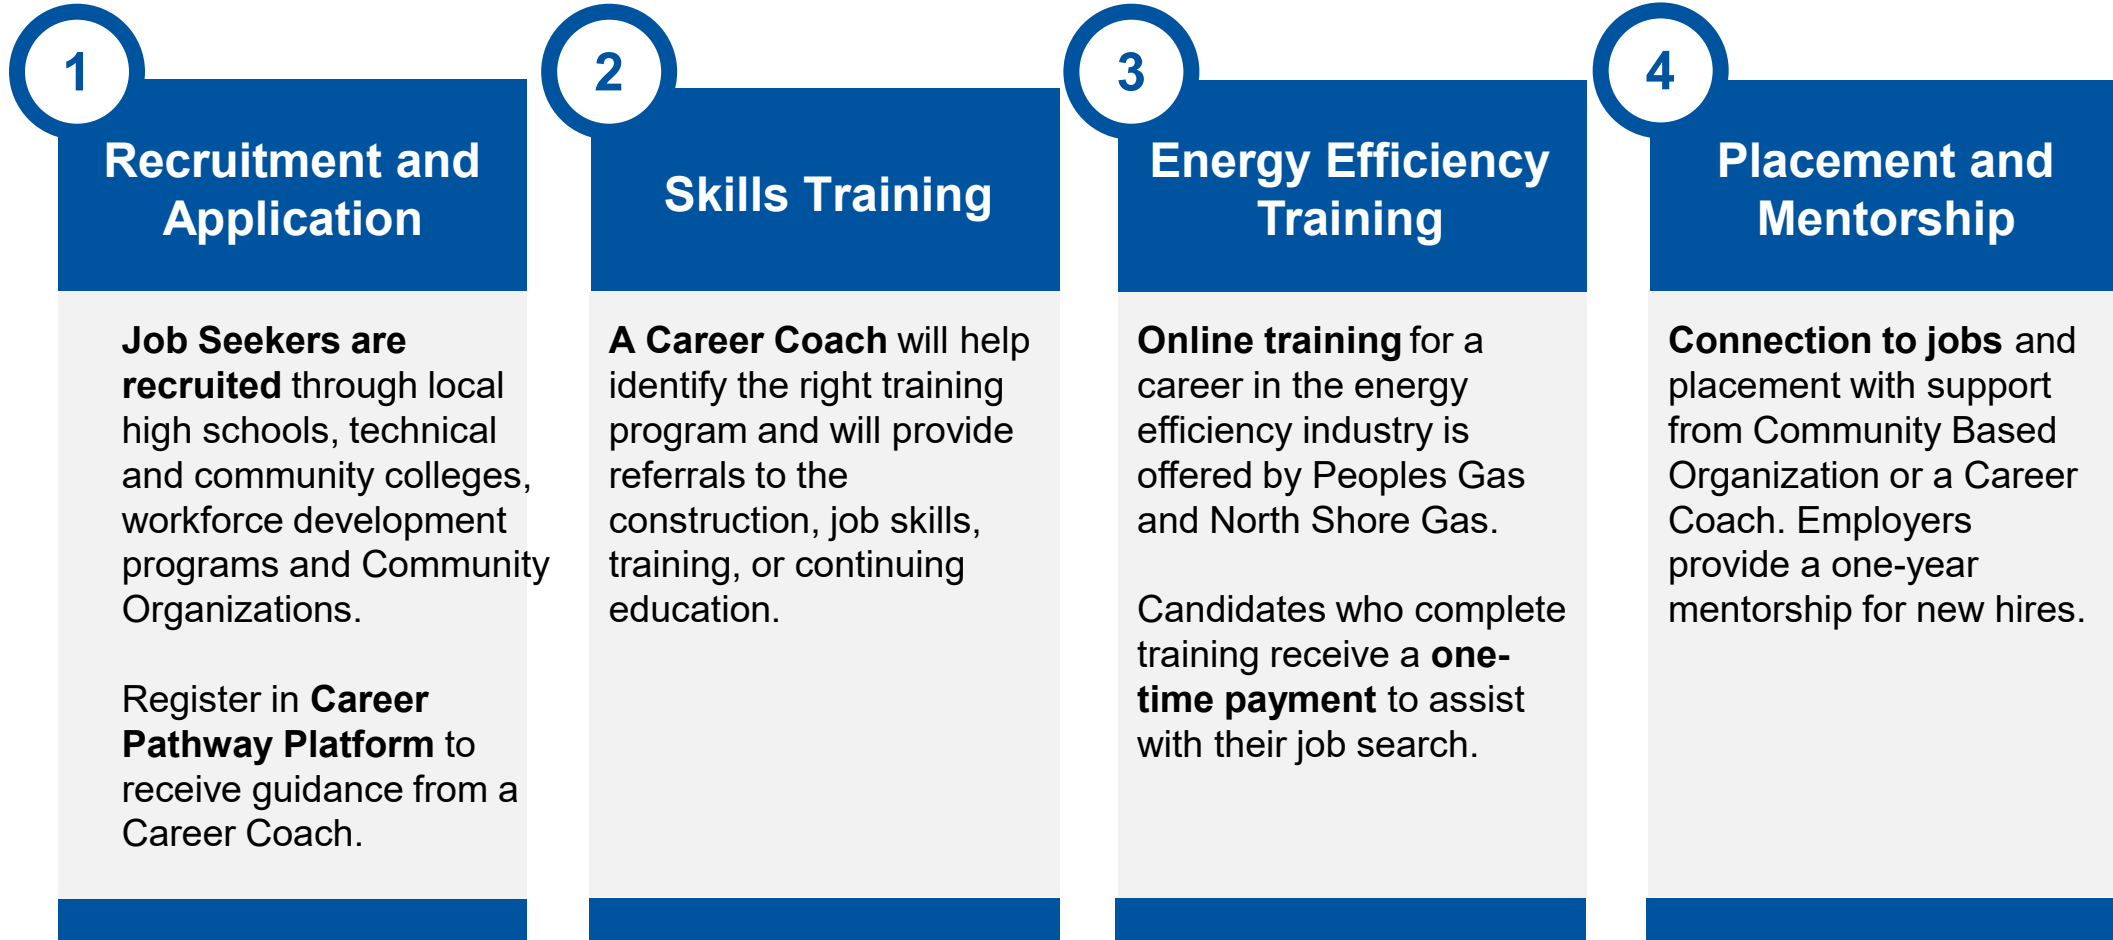 1
Recruitment and
Application
Job Seekers are
recruited through local
high schools, technical
and community colleges,
workforce development
programs and Community
Organizations.
Register in Career
Pathway Platform to
receive guidance from a
Career Coach.
2
Skills Training
A Career Coach will help
identify the right training
program and will provide
referrals to the
construction, job skills,
training, or continuing
education.
3
Energy Efficiency
Training
Online training for a
career in the energy
efficiency industry is
offered by Peoples Gas
and North Shore Gas.
Candidates who complete
training receive a one-
time payment to assist
with their job search.
4
Placement and
Mentorship
Connection to jobs and
placement with support
from Community Based
Organization or a Career
Coach. Employers
provide a one-year
mentorship for new hires.